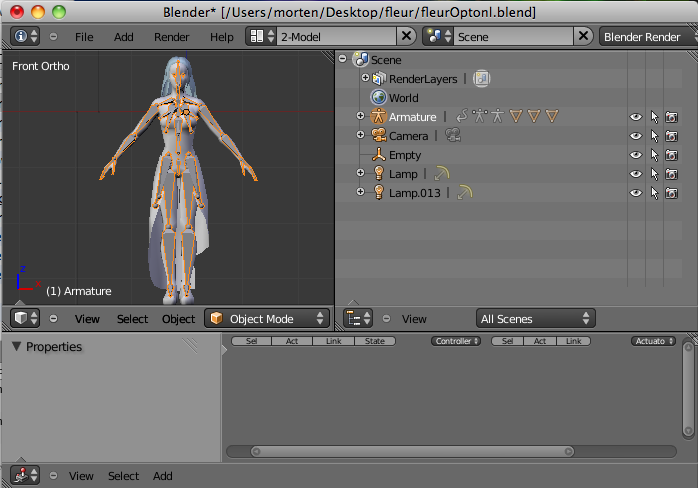 Blender* [/Users/morten/Desktop/fleur/fleurOptonI.blend]
File Add Render Help 2-Model Scene Blender Render
Front Ortho
Scene
RenderLayers
World
Armature
Camera
Empty
Lamp
Lamp.013
Z
X
(1) Armature
View Select Object Object Mode
View All Scenes
Properties
Sel Act Link State Controller Sel Act Link Actuato
View Select Add